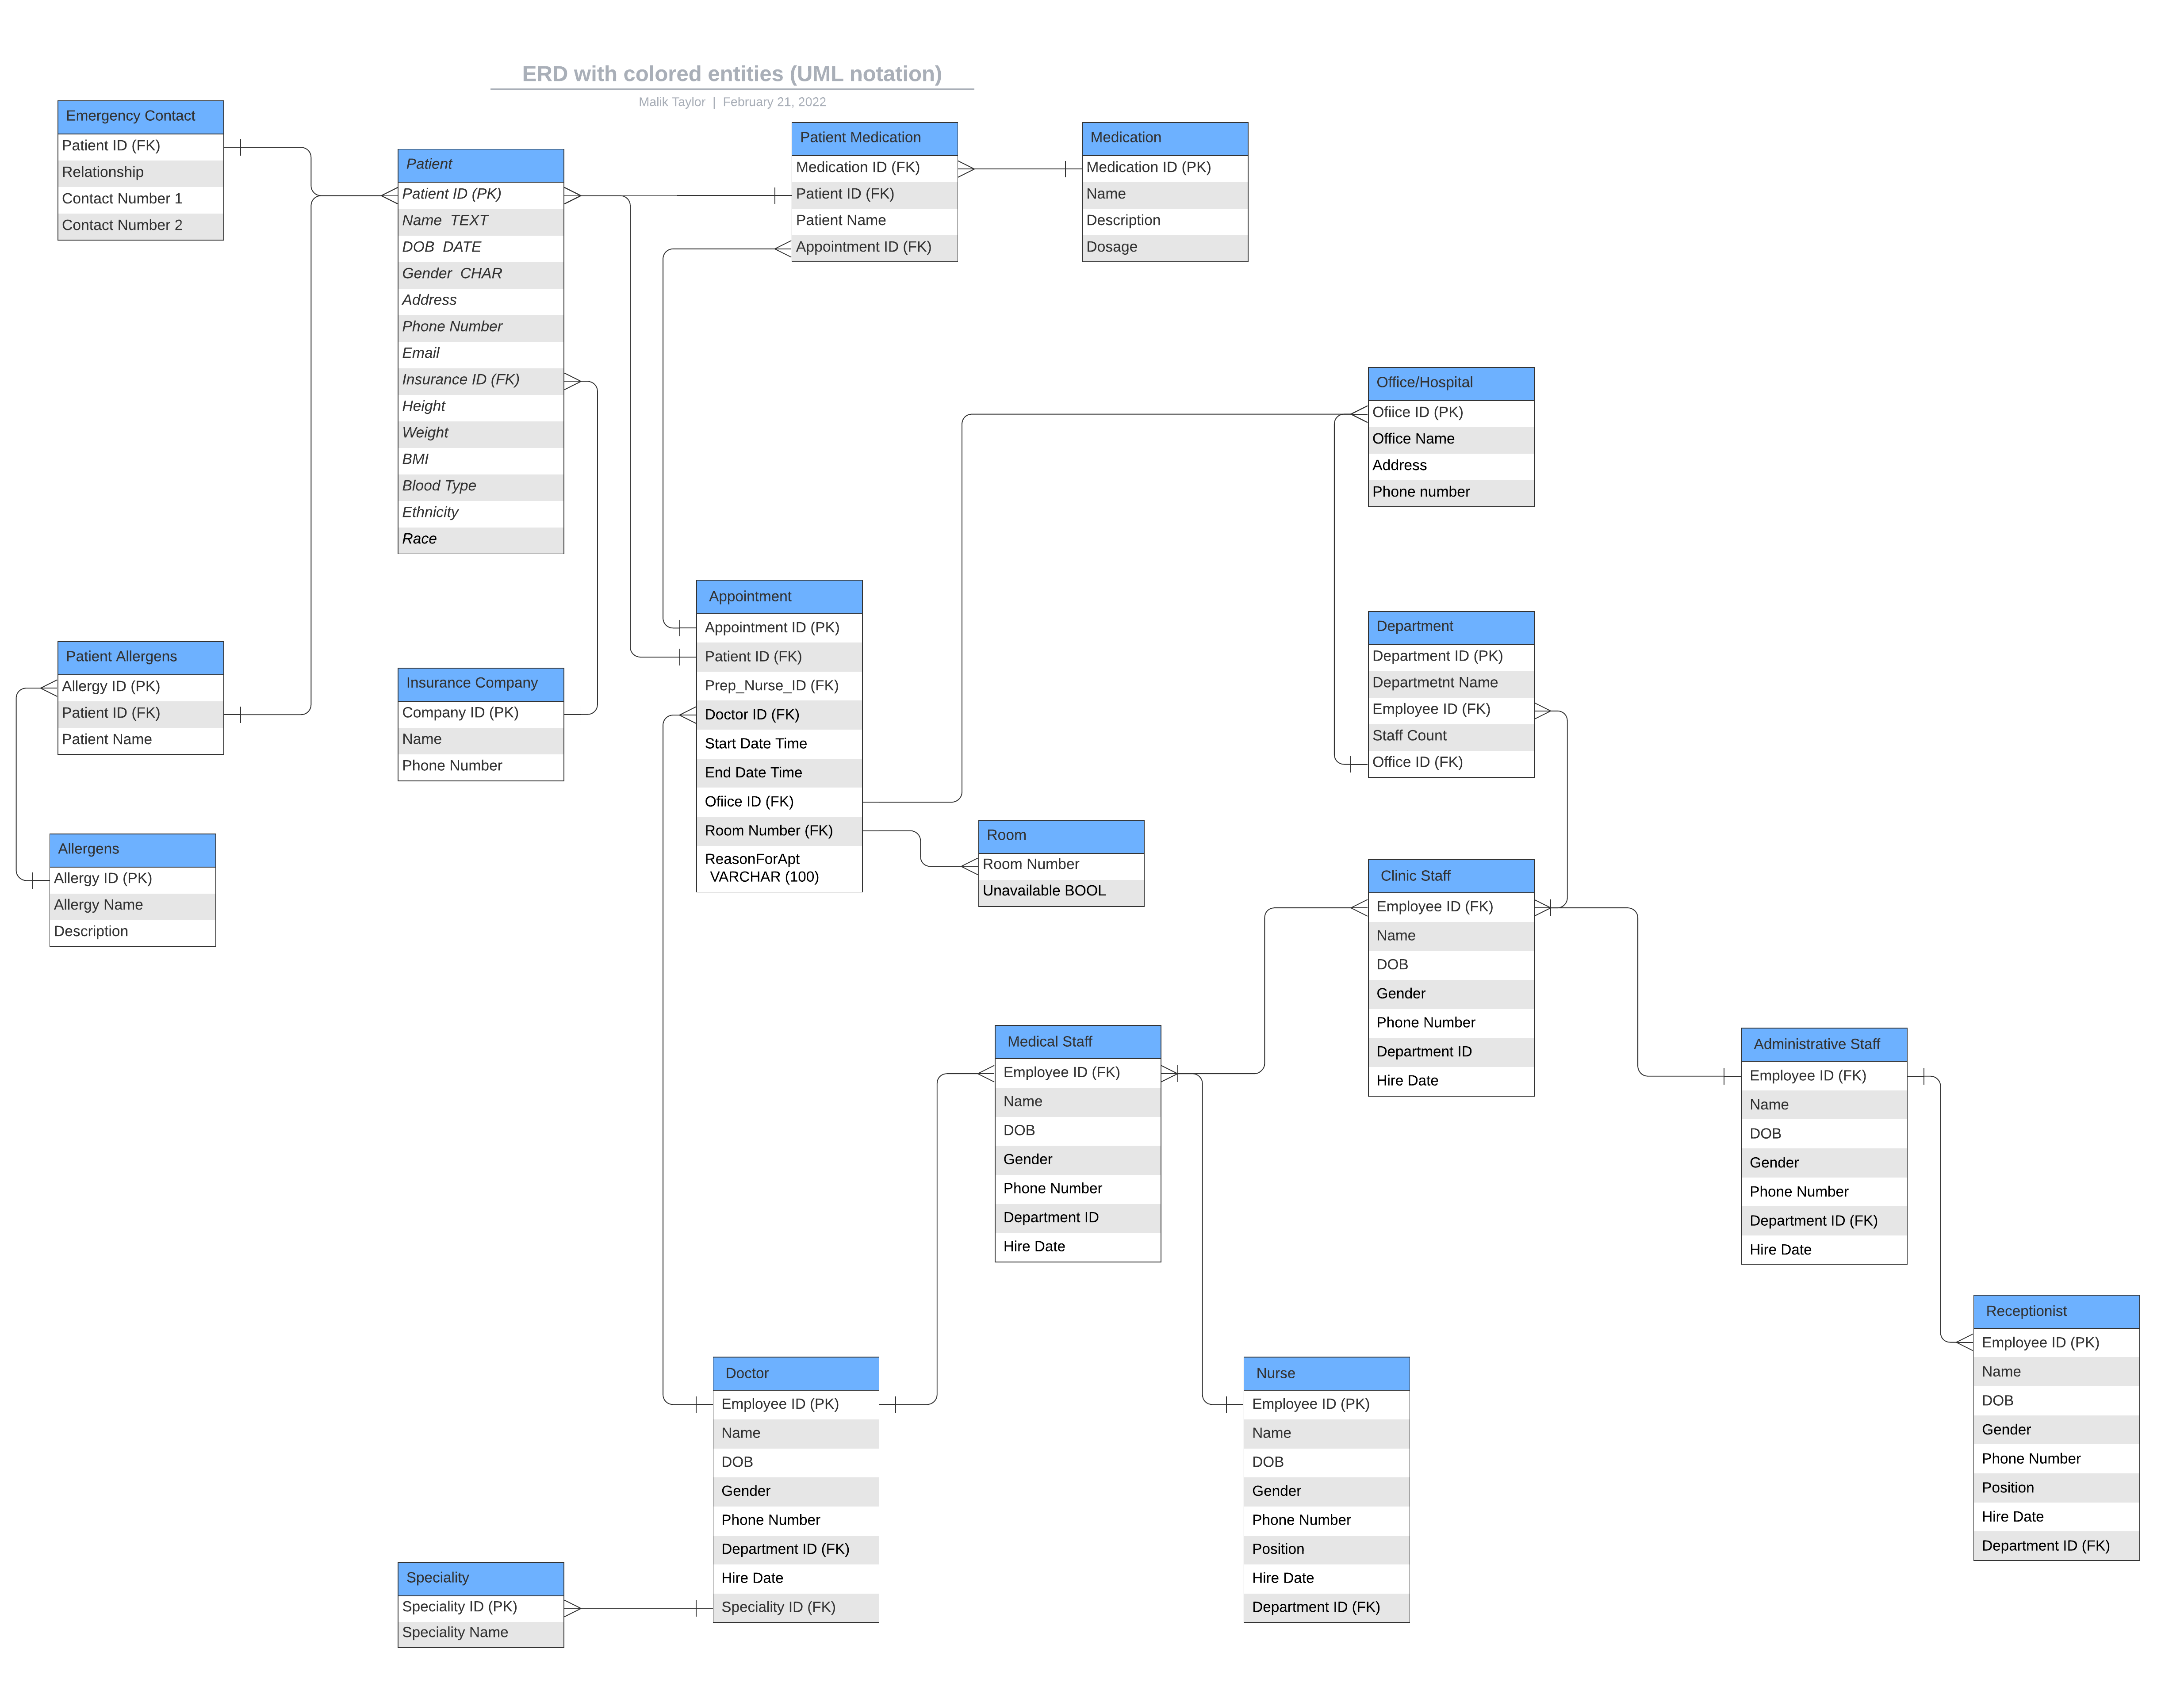 ERD with colored entities (UML notation)
Malik Taylor | February 21, 2022
Emergency Contact
Patient ID (FK)
Relationship
Contact Number 1
Contact Number 2
Patient
Patient ID (PK)
Name TEXT
DOB DATE
Gender CHAR
Address
Phone Number
Email
Insurance ID (FK)
Height
Weight
BMI
Blood Type
Ethnicity
Race
Patient Medication
Medication ID (FK)
Patient ID (FK)
Patient Name
Appointment ID (FK)
Medication
Medication ID (PK)
Name
Description
Dosage
Office/Hospital
Ofiice ID (PK)
Office Name
Address
Phone number
Appointment
Appointment ID (PK)
Patient ID (FK)
Prep_Nurse_ID (FK)
Doctor ID (FK)
Start Date Time
End Date Time
Ofiice ID (FK)
Room Number (FK)
ReasonForApt
VARCHAR (100)
Department
Department ID (PK)
Departmetnt Name
Employee ID (FK)
Staff Count
Office ID (FK)
Patient Allergens
Allergy ID (PK)
Patient ID (FK)
Patient Name
Insurance Company
Company ID (PK)
Name
Phone Number
Allergens
Allergy ID (PK)
Allergy Name
Description
Room
Room Number
Unavailable BOOL
Clinic Staff
Employee ID (FK)
Name
DOB
Gender
Phone Number
Department ID
Hire Date
Medical Staff
Employee ID (FK)
Name
DOB
Gender
Phone Number
Department ID
Hire Date
Administrative Staff
Employee ID (FK)
Name
DOB
Gender
Phone Number
Department ID (FK)
Hire Date
Receptionist
Employee ID (PK)
Name
DOB
Gender
Phone Number
Position
Hire Date
Department ID (FK)
Doctor
Employee ID (PK)
Name
DOB
Gender
Phone Number
Department ID (FK)
Hire Date
Speciality ID (FK)
Nurse
Employee ID (PK)
Name
DOB
Gender
Phone Number
Position
Hire Date
Department ID (FK)
Speciality
Speciality ID (PK)
Speciality Name